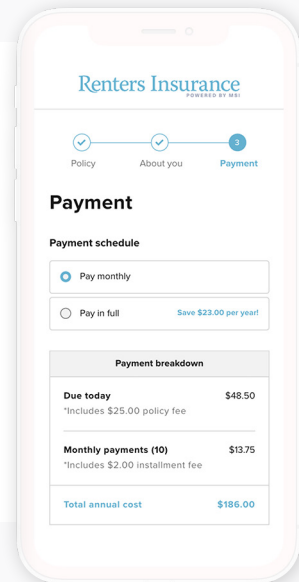 Renters Insurance
POWERED BY MBI
3
Policy
About you
Payment
Payment
Payment schedule
Pay monthly
Pay in full
Save $23.00 per year!
Payment breakdown
Due today
$48.50
*Includes $25.00 policy fee
Monthly payments (10)
$13.75
*Includes $2.00 installment fee
Total annual cost
$186.00